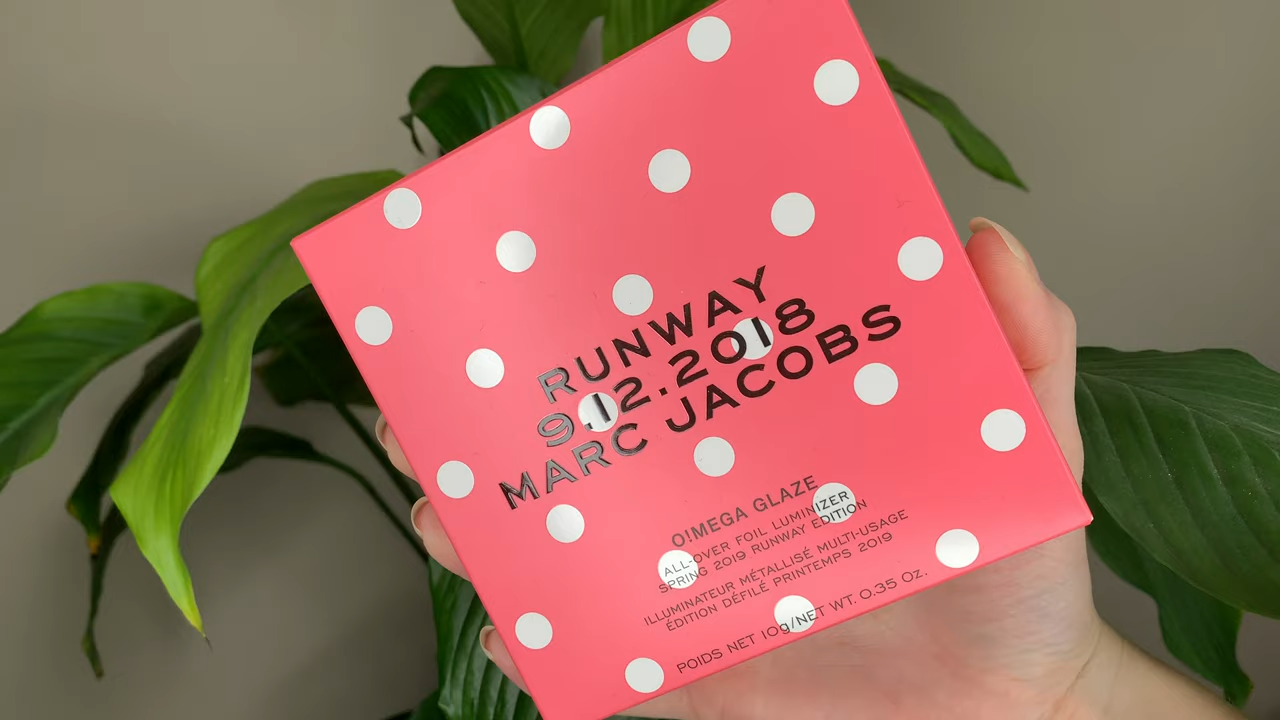 RUNWAY
9.12.2018
MARC JACOBS
O!MEGA GLAZE
ALL-OVER FOIL LUMINIZER
SPRING 2019 RUNWAY EDITION
ILLUMINATEUR MÉTALLISÉ MULTI-USAGE
ÉDITION DÉFILÉ PRINTEMPS 2019
POIDS NET 10g/NET WT. 0.35 Oz.